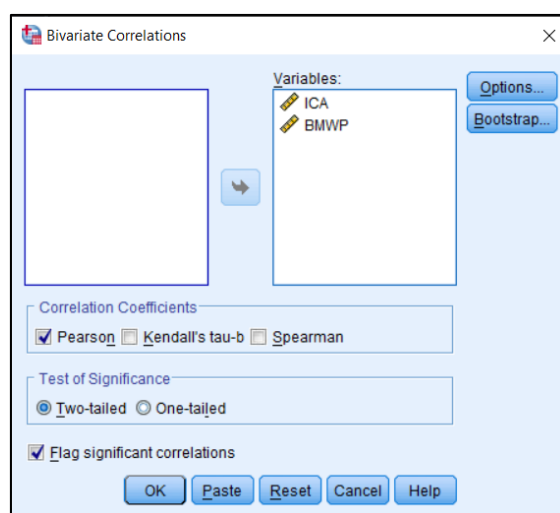 Bivariate Correlations
Variables:
ICA
BMWP
Options...
Bootstrap...
Correlation Coefficients
Pearson Kendall's tau-b Spearman
Test of Significance
Two-tailed One-tailed
Flag significant correlations
OK Paste Reset Cancel Help